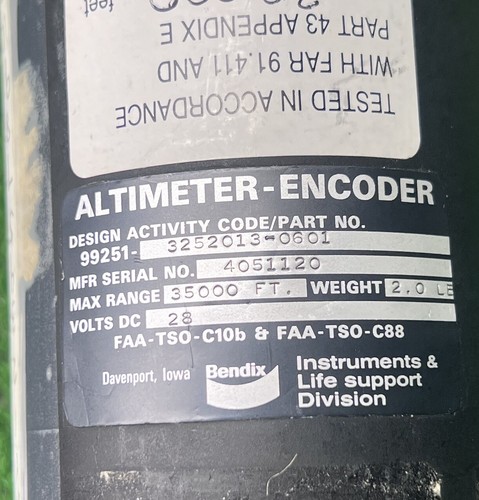 TESTED IN ACCORDANCE
WITH FAR 91.411 AND
PART 43 APPENDIX E
feet
ALTIMETER-ENCODER
DESIGN ACTIVITY CODE/PART NO.
99251- 3252013-0601
MFR SERIAL NO. 4051120
MAX RANGE 35000 FT. WEIGHT 2.0 LB
VOLTS DC 28
FAA-TSO-C10b & FAA-TSO-C88
Davenport, Iowa Bendix Instruments &
Life support
Division